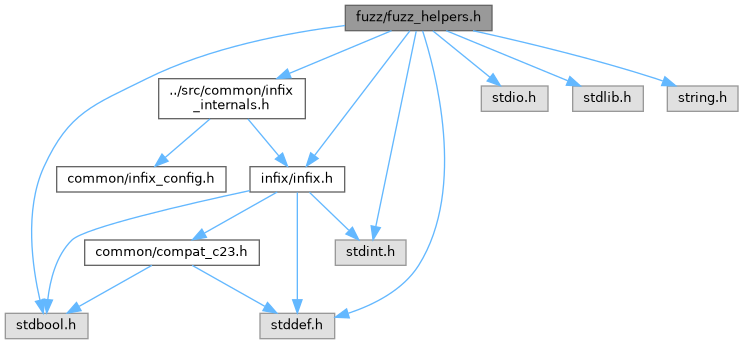 fuzz/fuzz_helpers.h
../src/common/infix
_internals.h
stdio.h
stdlib.h
string.h
common/infix_config.h
infix/infix.h
common/compat_c23.h
stdint.h
stdbool.h
stddef.h